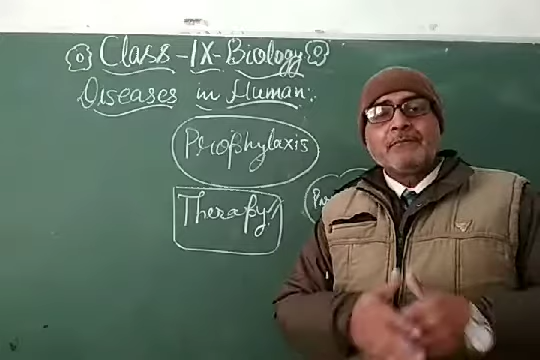 Class-IX-Biology
Diseases in Human:
Prophylaxis
Therapy